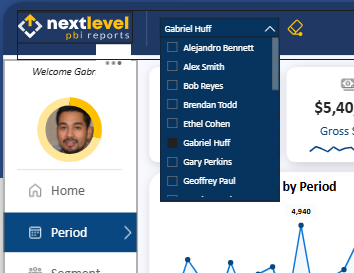 nextlevel
pbi reports
Gabriel Huff
Alejandro Bennett
Alex Smith
Bob Reyes
Brendan Todd
Ethel Cohen
Gabriel Huff
Gary Perkins
Geoffrey Paul
Welcome Gabr
Home
Period
Segment
$5,40
Gross S
by Period
4,940